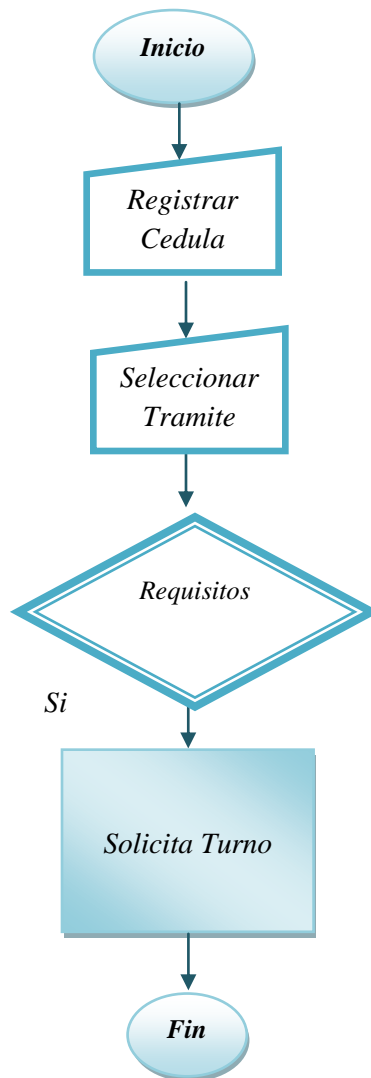 Inicio
Registrar
Cedula
Seleccionar
Tramite
Requisitos
Si
Solicita Turno
Fin